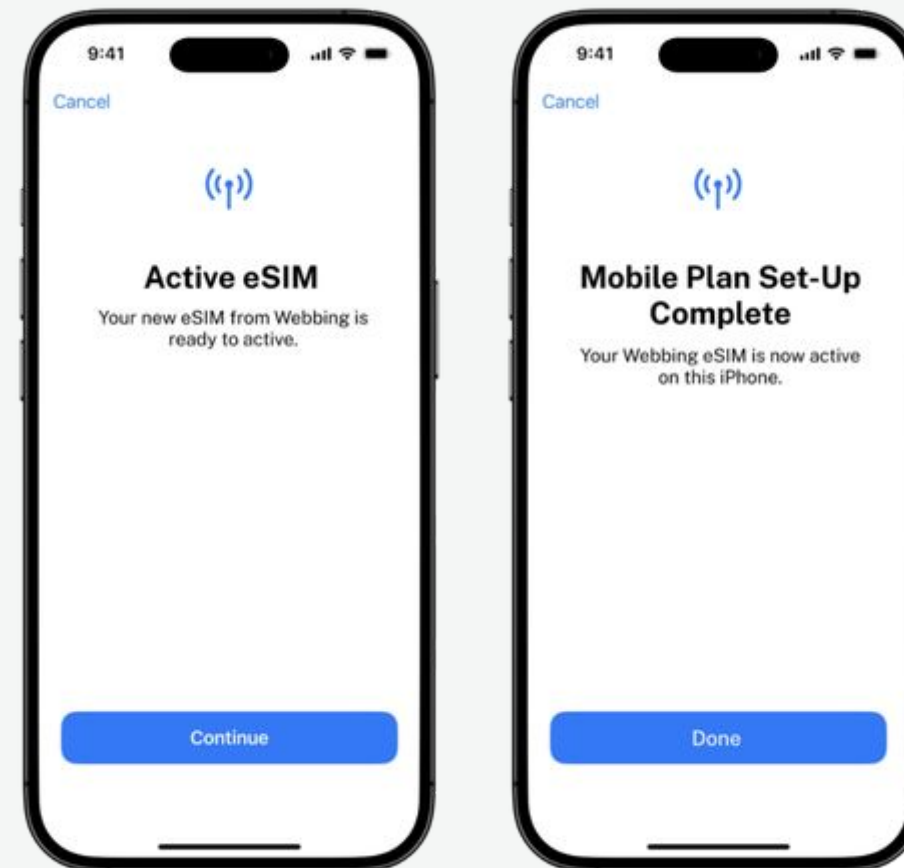 9:41
Cancel
Active eSIM
Your new eSIM from Webbing is
ready to active.
Continue
9:41
Cancel
Mobile Plan Set-Up
Complete
Your Webbing eSIM is now active
on this iPhone.
Done